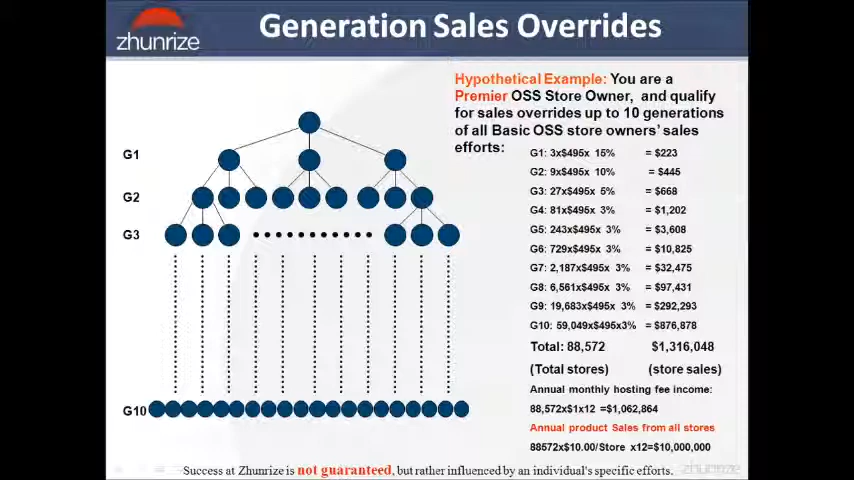 Generation Sales Overrides
zhunrize
Hypothetical Example: You are a
Premier OSS Store Owner, and qualify
for sales overrides up to 10 generations
of all Basic OSS store owners' sales
efforts:
G1
G2
G3
G10
G1: 3x$495x 15% = $223
G2: 9x$495x 10% = $445
G3: 27x$495x 5% = $668
G4: 81x$495x 3% = $1,202
G5: 243x$495x 3% = $3,608
G6: 729x$495x 3% = $10,825
G7: 2,187x$495x 3% = $32,475
G8: 6,561x$495x 3% = $97,431
G9: 19,683x$495x 3% = $292,293
G10: 59,049x$495x3% = $876,878
Total: 88,572 $1,316,048
(Total stores) (store sales)
Annual monthly hosting fee income:
88,572x$1x12 =$1,062,864
Annual product Sales from all stores
88572x$10.00/Store x12=$10,000,000
Success at Zhunrize is not guaranteed, but rather influenced by an individual's specific efforts.
zhunrize